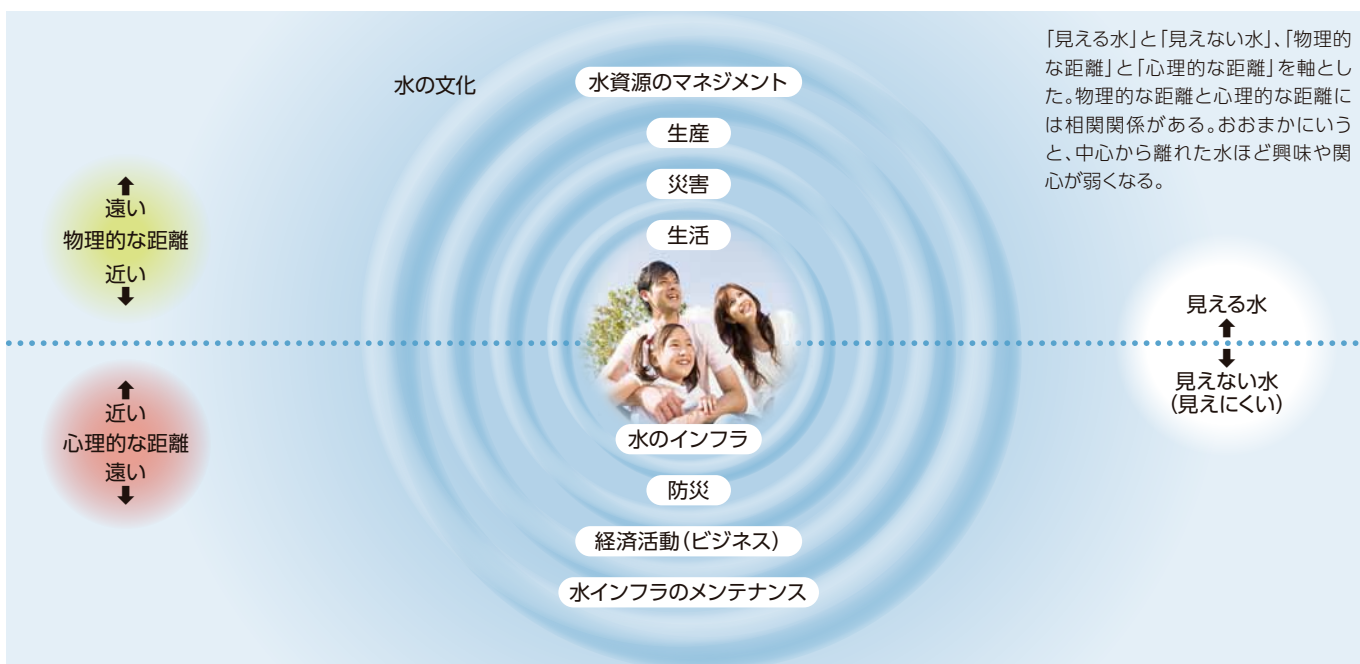 「見える水」と「見えない水」、「物理的
な距離」と「心理的な距離」を軸とし
た。物理的な距離と心理的な距離に
は相関関係がある。おおまかにいう
と、中心から離れた水ほど興味や関
心が弱くなる。
水の文化
水資源のマネジメント
生産
災害
生活
遠い
物理的な距離
近い
見える水
見えない水
(見えにくい)
近い
心理的な距離
遠い
水のインフラ
防災
経済活動(ビジネス)
水インフラのメンテナンス